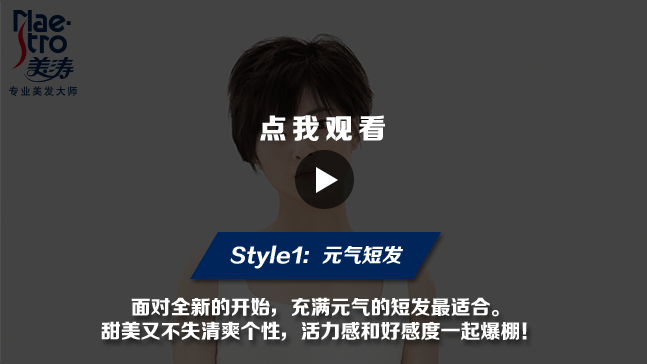 Mae-
stro
美涛
专业美发大师
点我观看
Style1: 元气短发
面对全新的开始，充满元气的短发最适合。
甜美又不失清爽个性，活力感和好感度一起爆棚！